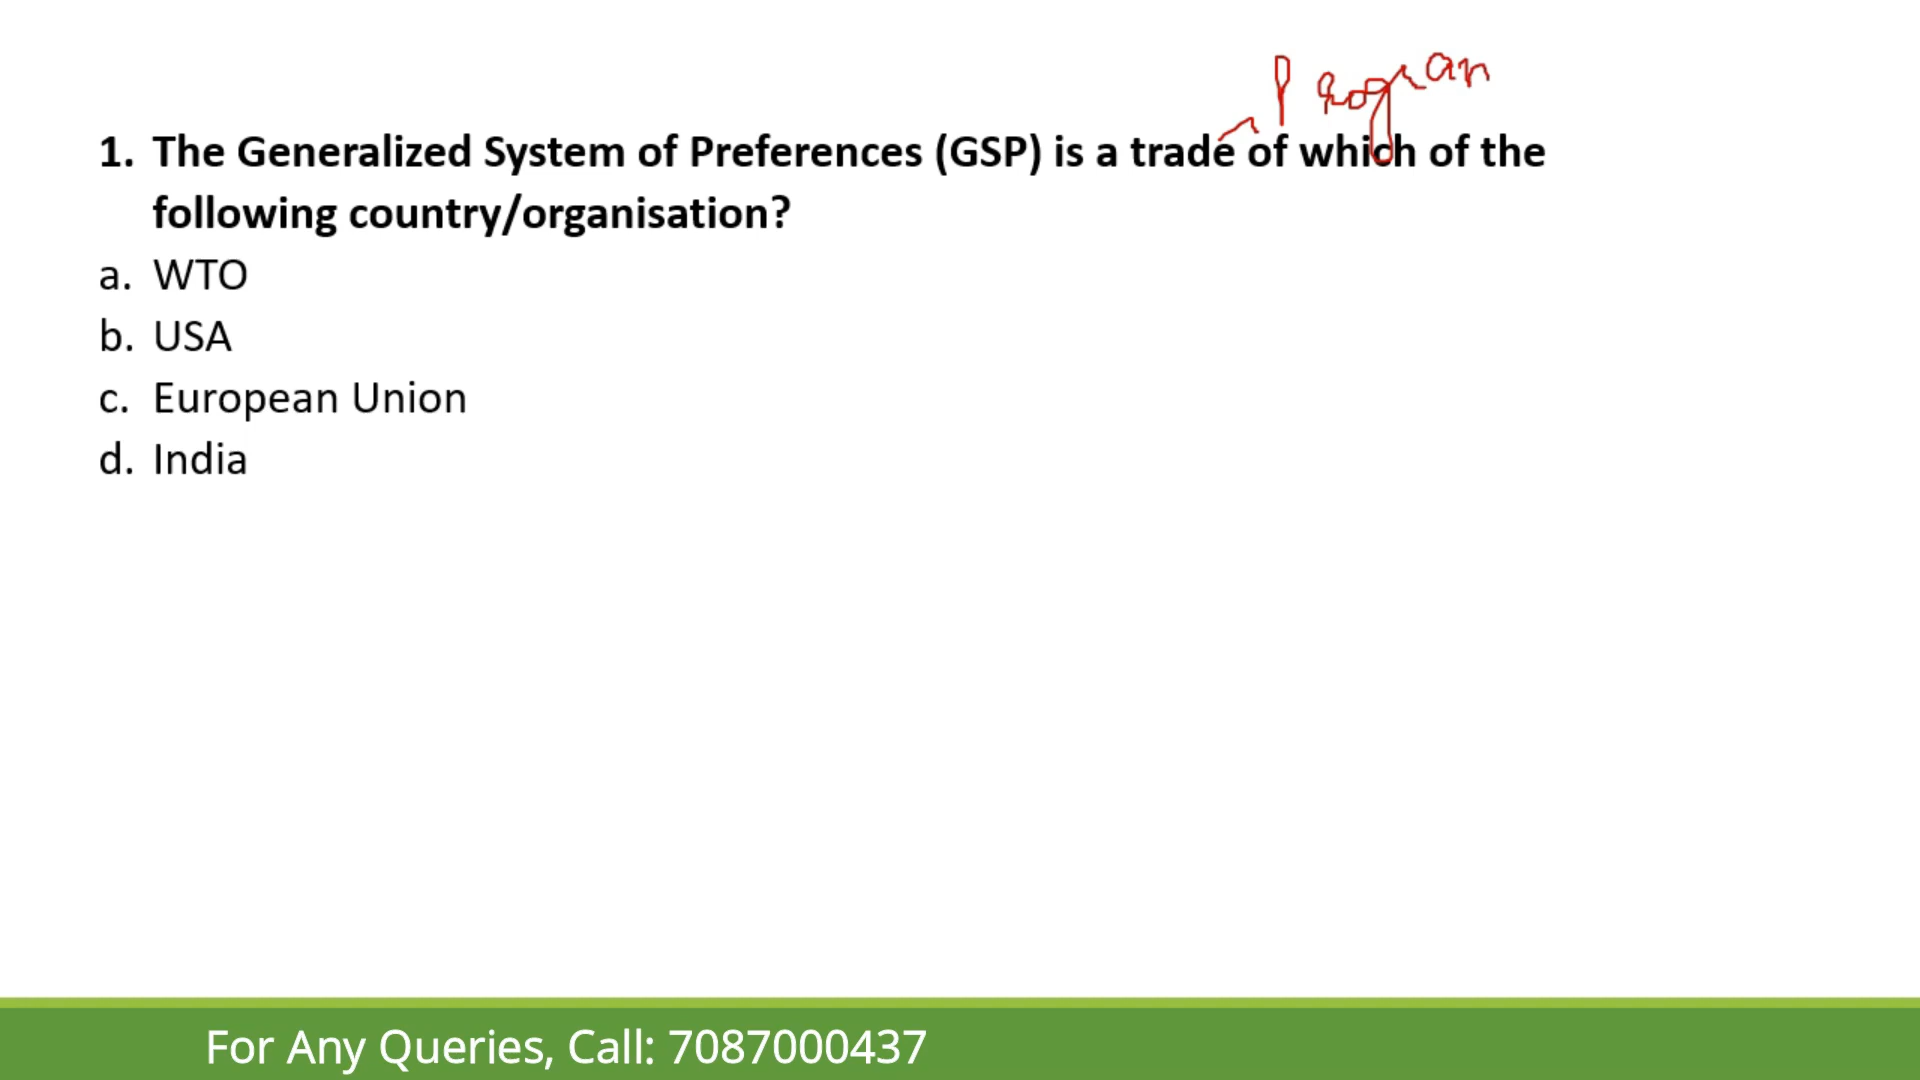 Progran
1. The Generalized System of Preferences (GSP) is a trade of which of the
following country/organisation?
a. WTO
b. USA
c. European Union
d. India
For Any Queries, Call: 7087000437